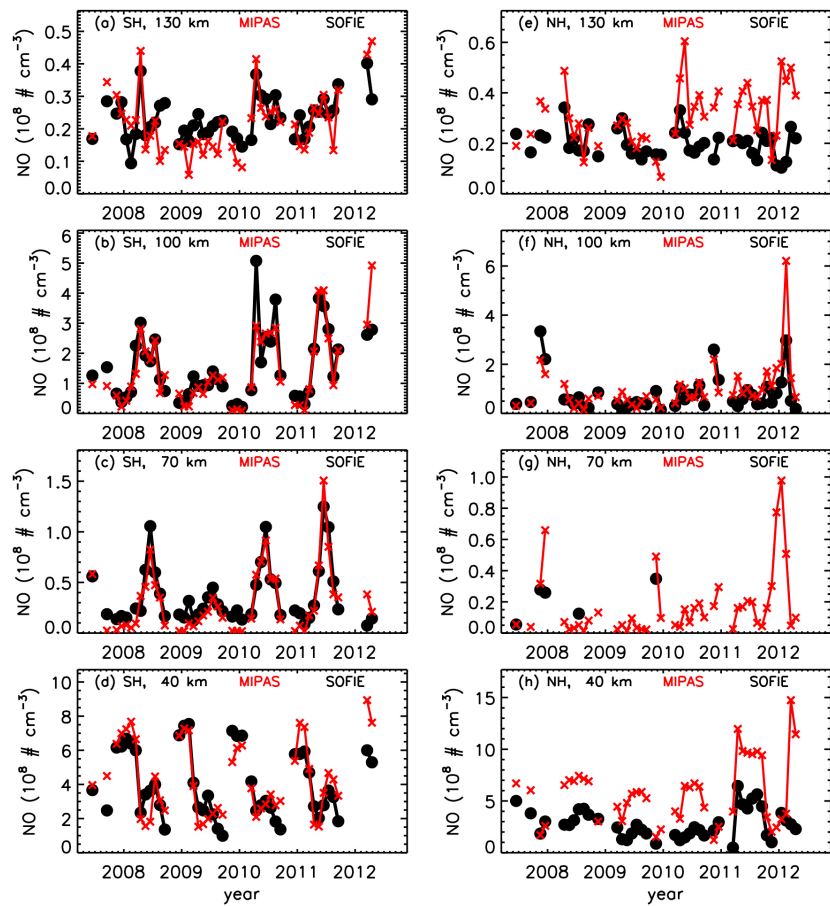 (a) SH, 130 km MIPAS SOFIE
NO (10⁸ # cm⁻³)
0.5
0.4
0.3
0.2
0.1
0.0
2008 2009 2010 2011 2012
(e) NH, 130 km MIPAS SOFIE
NO (10⁸ # cm⁻³)
0.6
0.4
0.2
0.0
2008 2009 2010 2011 2012
(b) SH, 100 km MIPAS SOFIE
NO (10⁸ # cm⁻³)
6
5
4
3
2
1
0
2008 2009 2010 2011 2012
(f) NH, 100 km MIPAS SOFIE
NO (10⁸ # cm⁻³)
6
4
2
0
2008 2009 2010 2011 2012
(c) SH, 70 km MIPAS SOFIE
NO (10⁸ # cm⁻³)
1.5
1.0
0.5
0.0
2008 2009 2010 2011 2012
(g) NH, 70 km MIPAS SOFIE
NO (10⁸ # cm⁻³)
1.0
0.8
0.6
0.4
0.2
0.0
2008 2009 2010 2011 2012
(d) SH, 40 km MIPAS SOFIE
NO (10⁸ # cm⁻³)
10
8
6
4
2
0
2008 2009 2010 2011 2012
year
(h) NH, 40 km MIPAS SOFIE
NO (10⁸ # cm⁻³)
15
10
5
0
2008 2009 2010 2011 2012
year